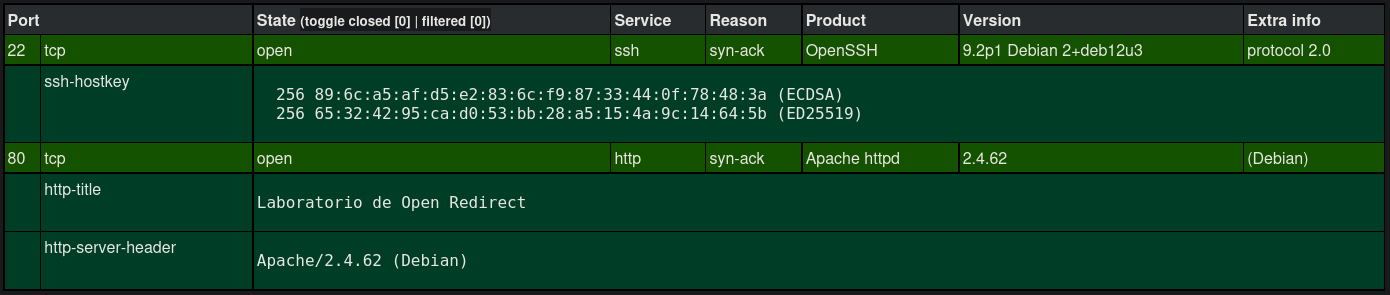 Port State (toggle closed [0] | filtered [0]) Service Reason Product Version Extra info
22 tcp open ssh syn-ack OpenSSH 9.2p1 Debian 2+deb12u3 protocol 2.0
ssh-hostkey
256 89:6c:a5:af:d5:e2:83:6c:f9:87:33:44:0f:78:48:3a (ECDSA)
256 65:32:42:95:ca:d0:53:bb:28:a5:15:4a:9c:14:64:5b (ED25519)
80 tcp open http syn-ack Apache httpd 2.4.62 (Debian)
http-title
Laboratorio de Open Redirect
http-server-header
Apache/2.4.62 (Debian)